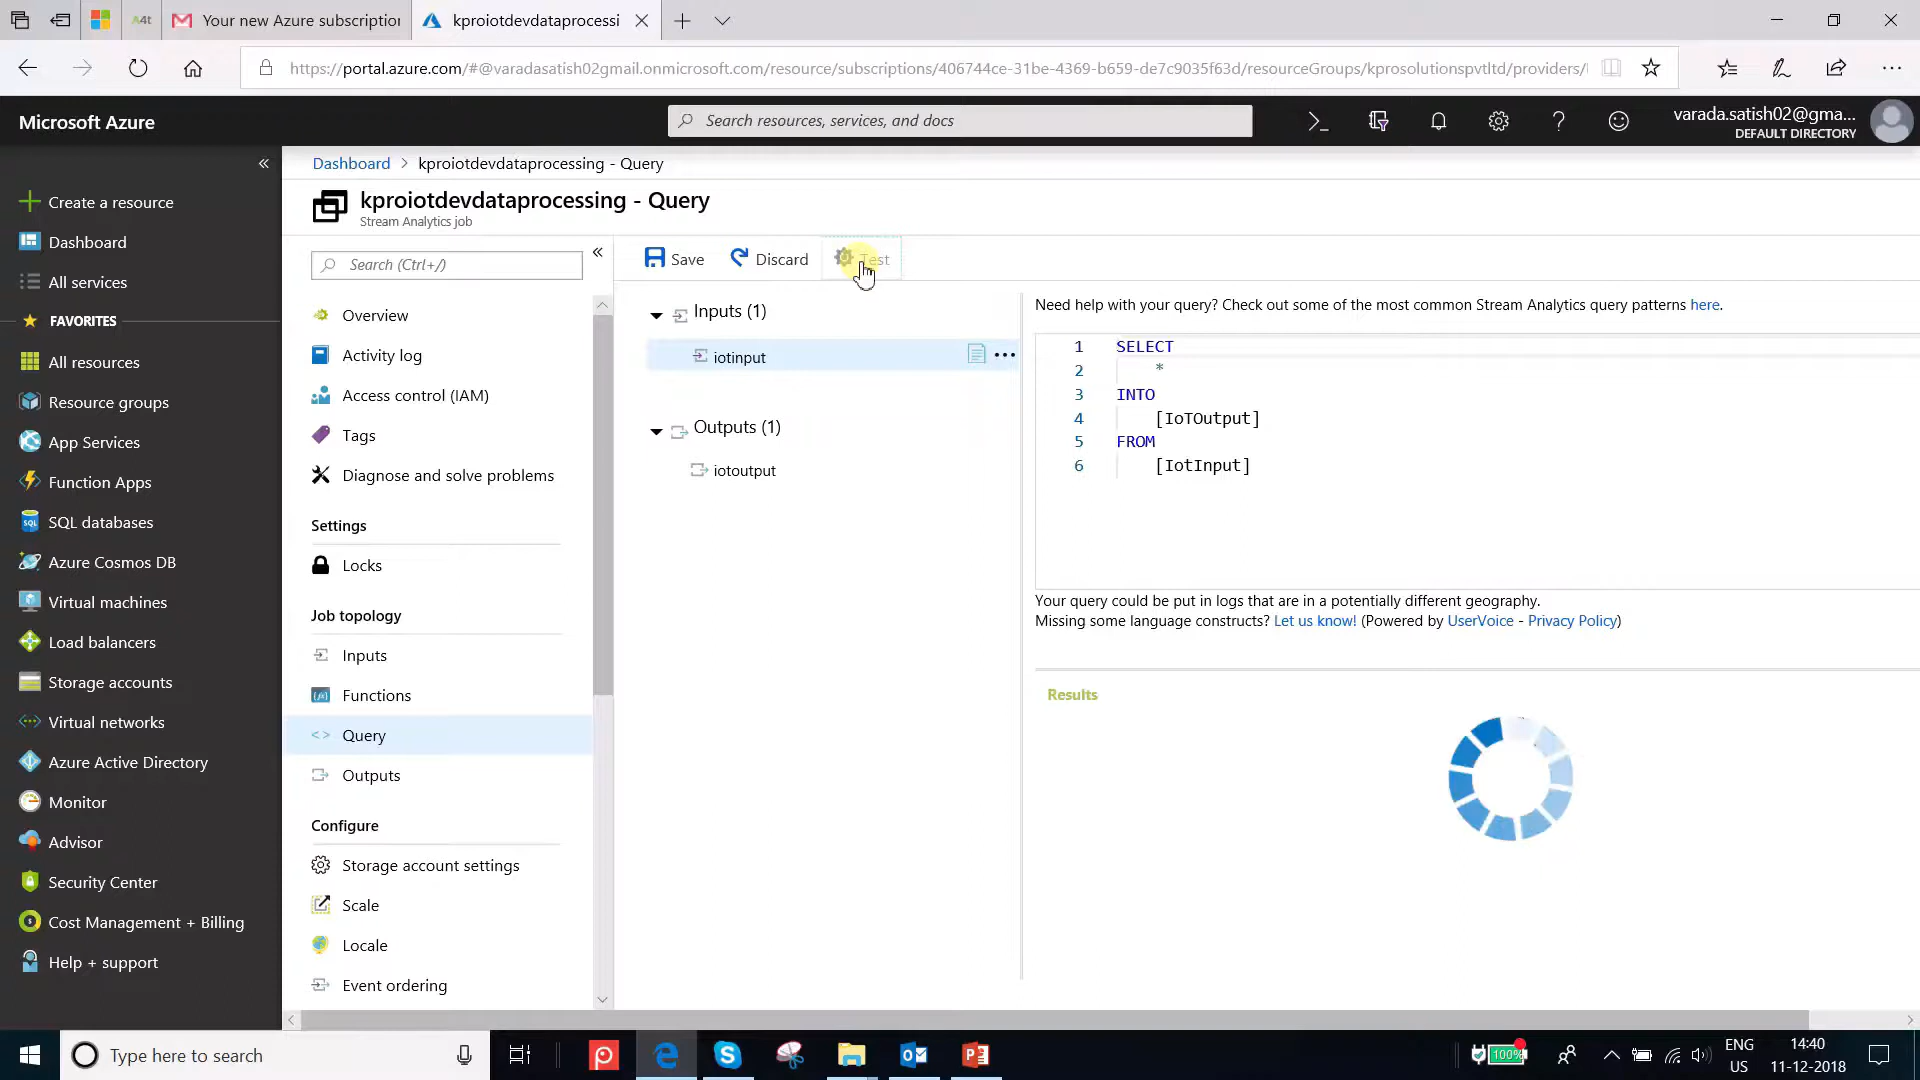 A4t
Your new Azure subscription
kproiotdevdataprocessi
https://portal.azure.com/#@varadasatish02gmail.onmicrosoft.com/resource/subscriptions/406744ce-31be-4369-b659-de7c9035f63d/resourceGroups/kprosolutionspvtltd/providers/
Microsoft Azure
Search resources, services, and docs
varada.satish02@gma...
DEFAULT DIRECTORY
Create a resource
Dashboard
All services
FAVORITES
All resources
Resource groups
App Services
Function Apps
SQL databases
Azure Cosmos DB
Virtual machines
Load balancers
Storage accounts
Virtual networks
Azure Active Directory
Monitor
Advisor
Security Center
Cost Management + Billing
Help + support
Dashboard > kproiotdevdataprocessing - Query
kproiotdevdataprocessing - Query
Stream Analytics job
Search (Ctrl+/)
Overview
Activity log
Access control (IAM)
Tags
Diagnose and solve problems
Settings
Locks
Job topology
Inputs
Functions
Query
Outputs
Configure
Storage account settings
Scale
Locale
Event ordering
Save
Discard
Test
Inputs (1)
iotinput
Outputs (1)
iotoutput
Need help with your query? Check out some of the most common Stream Analytics query patterns here.
1 SELECT
2 *
3 INTO
4 [IoTOutput]
5 FROM
6 [IotInput]
Your query could be put in logs that are in a potentially different geography.
Missing some language constructs? Let us know! (Powered by UserVoice - Privacy Policy)
Results
Type here to search
100%
ENG
US
14:40
11-12-2018